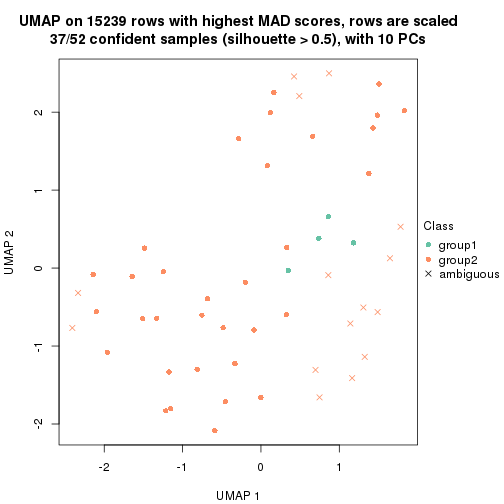 UMAP on 15239 rows with highest MAD scores, rows are scaled
37/52 confident samples (silhouette > 0.5), with 10 PCs
2
1
0
-1
-2
UMAP 2
-2
-1
0
1
UMAP 1
Class
group1
group2
ambiguous